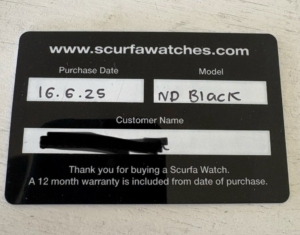 www.scurfawatches.com
Purchase Date Model
16.6.25 ND Black
Customer Name
Thank you for buying a Scurfa Watch.
A 12 month warranty is included from date of purchase.